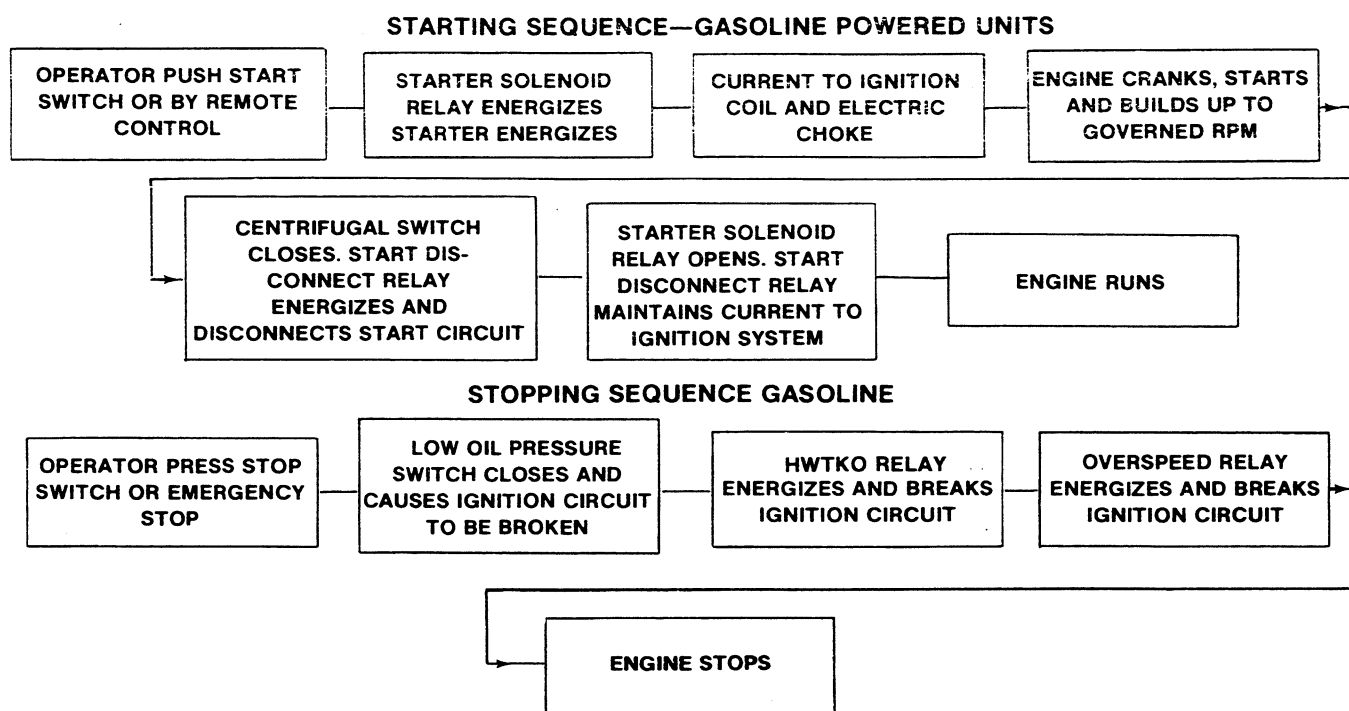 STARTING SEQUENCE—GASOLINE POWERED UNITS
OPERATOR PUSH START
SWITCH OR BY REMOTE
CONTROL
STARTER SOLENOID
RELAY ENERGIZES
STARTER ENERGIZES
CURRENT TO IGNITION
COIL AND ELECTRIC
CHOKE
ENGINE CRANKS, STARTS
AND BUILDS UP TO
GOVERNED RPM
CENTRIFUGAL SWITCH
CLOSES. START DIS-
CONNECT RELAY
ENERGIZES AND
DISCONNECTS START CIRCUIT
STARTER SOLENOID
RELAY OPENS. START
DISCONNECT RELAY
MAINTAINS CURRENT TO
IGNITION SYSTEM
ENGINE RUNS
STOPPING SEQUENCE GASOLINE
OPERATOR PRESS STOP
SWITCH OR EMERGENCY
STOP
LOW OIL PRESSURE
SWITCH CLOSES AND
CAUSES IGNITION CIRCUIT
TO BE BROKEN
HWTKO RELAY
ENERGIZES AND BREAKS
IGNITION CIRCUIT
OVERSPEED RELAY
ENERGIZES AND BREAKS
IGNITION CIRCUIT
ENGINE STOPS